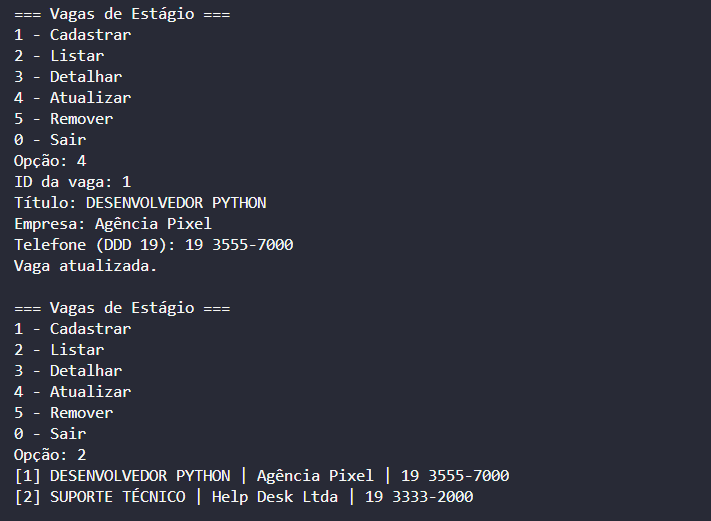 === Vagas de Estágio ===
1 - Cadastrar
2 - Listar
3 - Detalhar
4 - Atualizar
5 - Remover
0 - Sair
Opção: 4
ID da vaga: 1
Título: DESENVOLVEDOR PYTHON
Empresa: Agência Pixel
Telefone (DDD 19): 19 3555-7000
Vaga atualizada.
=== Vagas de Estágio ===
1 - Cadastrar
2 - Listar
3 - Detalhar
4 - Atualizar
5 - Remover
0 - Sair
Opção: 2
[1] DESENVOLVEDOR PYTHON | Agência Pixel | 19 3555-7000
[2] SUPORTE TÉCNICO | Help Desk Ltda | 19 3333-2000